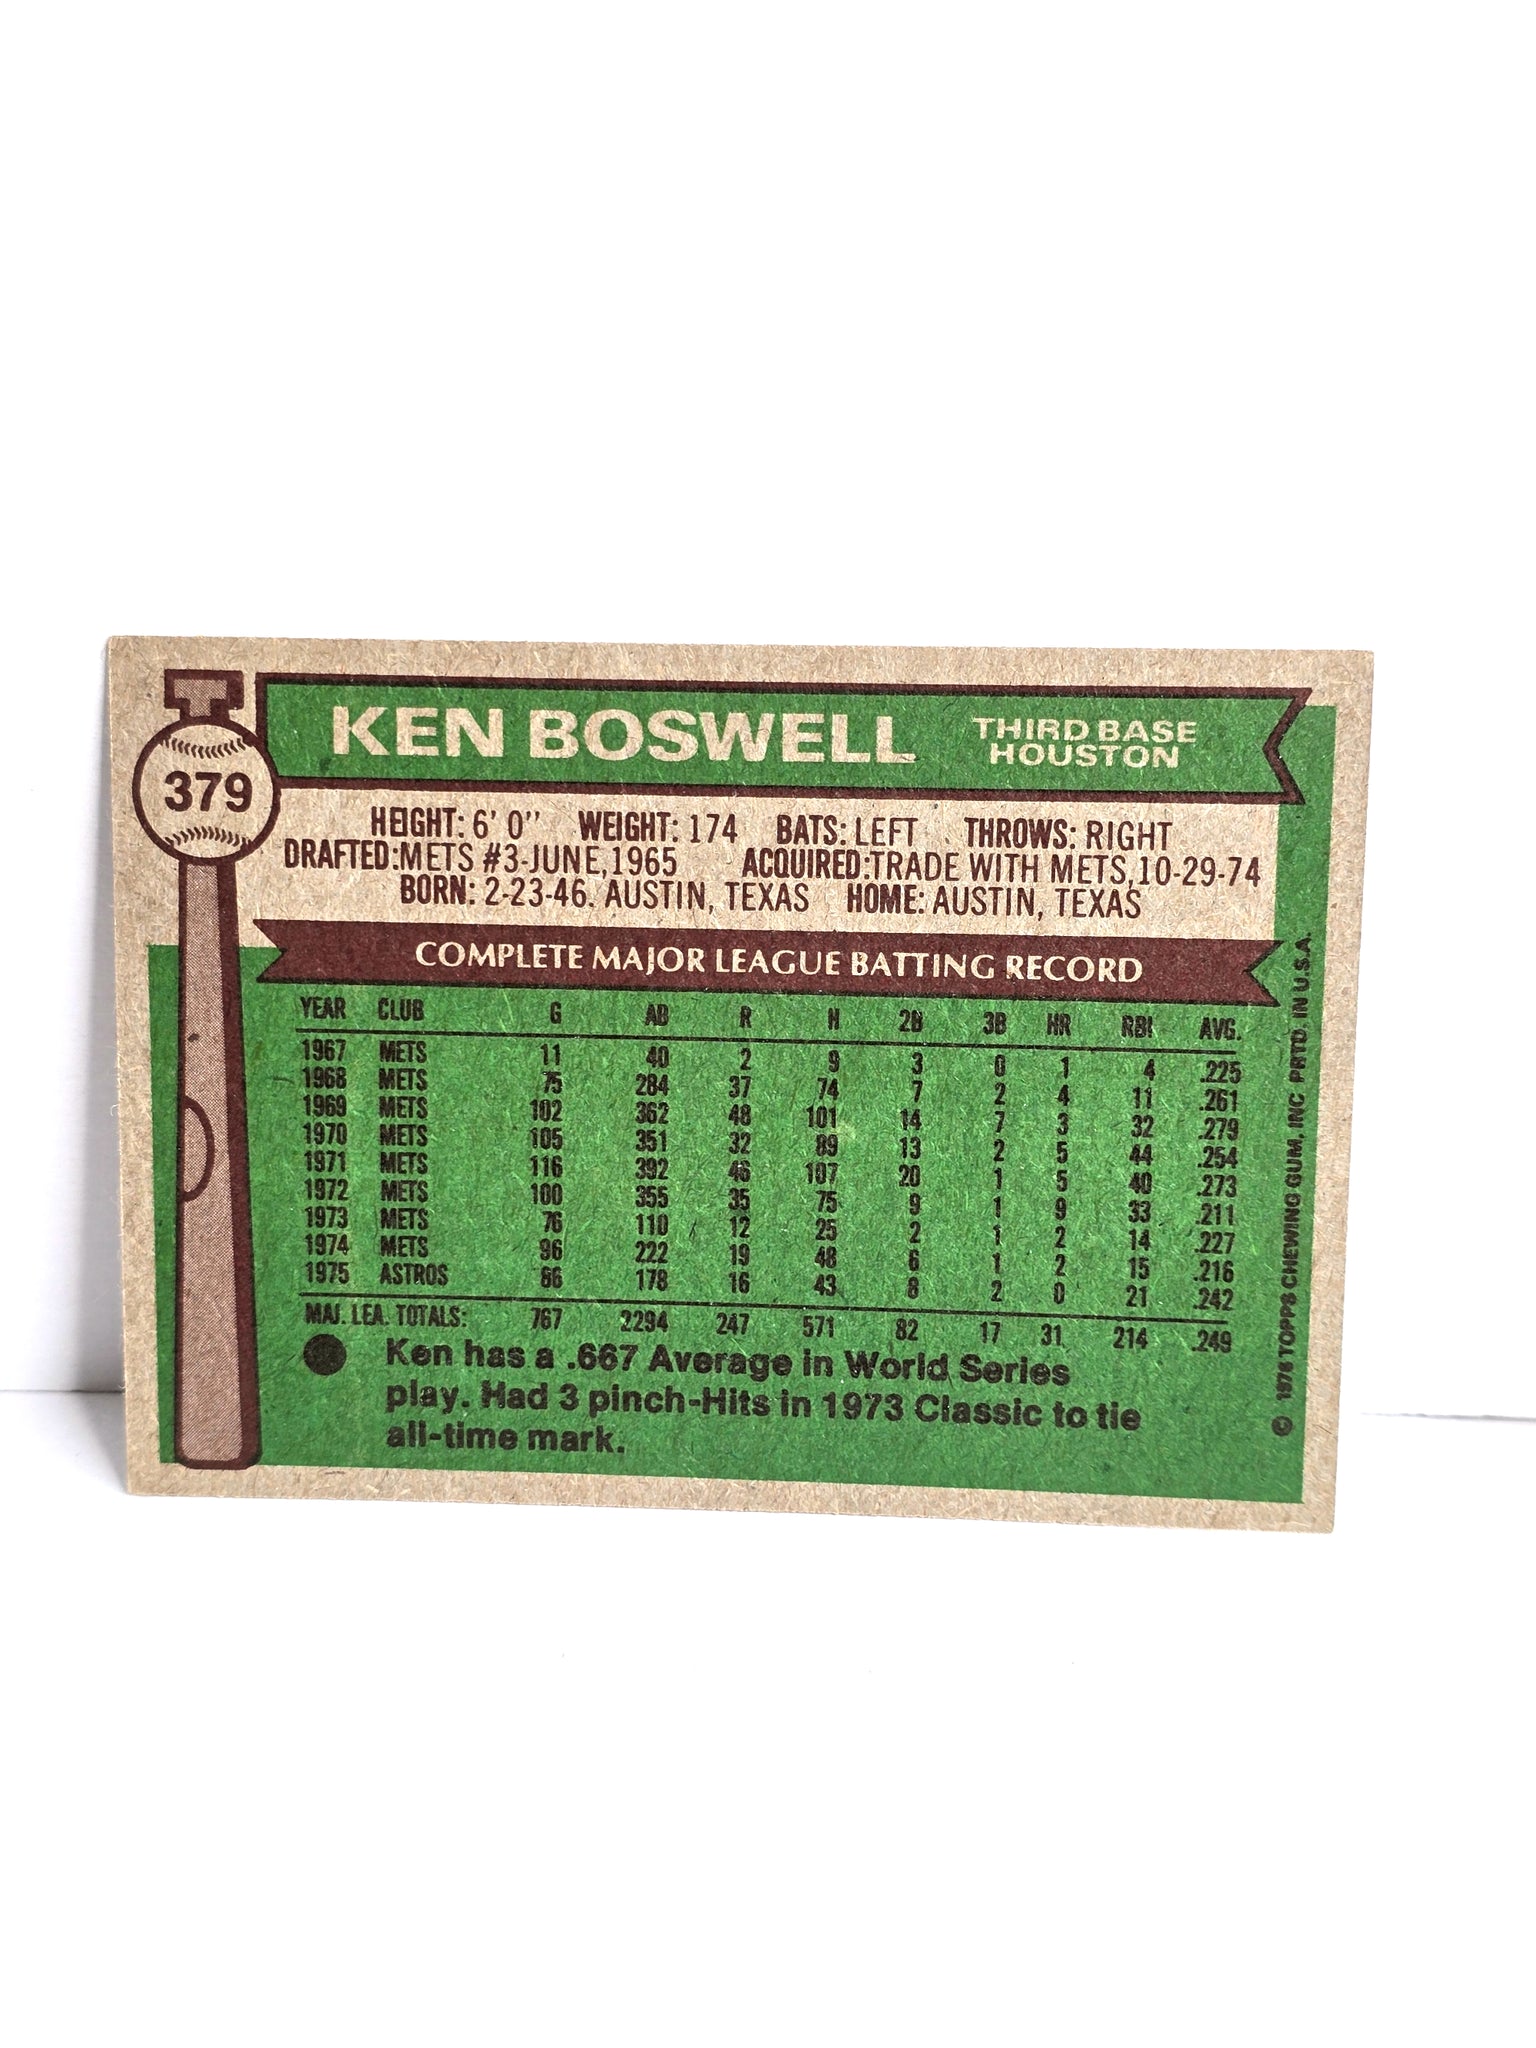 379
KEN BOSWELL THIRD BASE HOUSTON
HEIGHT: 6' 0" WEIGHT: 174 BATS: LEFT THROWS: RIGHT
DRAFTED: METS #3-JUNE, 1965 ACQUIRED: TRADE WITH METS, 10-29-74
BORN: 2-23-46. AUSTIN, TEXAS HOME: AUSTIN, TEXAS
COMPLETE MAJOR LEAGUE BATTING RECORD
YEAR CLUB G AB R H 2B 3B HR RBI AVG.
1967 METS 11 40 2 9 3 0 1 4 .225
1968 METS 75 284 37 74 7 2 4 11 .261
1969 METS 102 362 48 101 14 7 3 32 .279
1970 METS 105 351 32 89 13 2 5 44 .254
1971 METS 116 392 46 107 20 1 5 40 .273
1972 METS 100 355 35 75 9 1 9 33 .211
1973 METS 76 110 12 25 2 1 2 14 .227
1974 METS 96 222 19 48 6 1 2 15 .216
1975 ASTROS 86 178 16 43 8 2 0 21 .242
MAJ. LEA. TOTALS: 767 2294 247 571 82 17 31 214 .249
Ken has a .667 Average in World Series
play. Had 3 pinch-Hits in 1973 Classic to tie
all-time mark.
© 1976 TOPPS CHEWING GUM, INC PRTD. IN U.S.A.